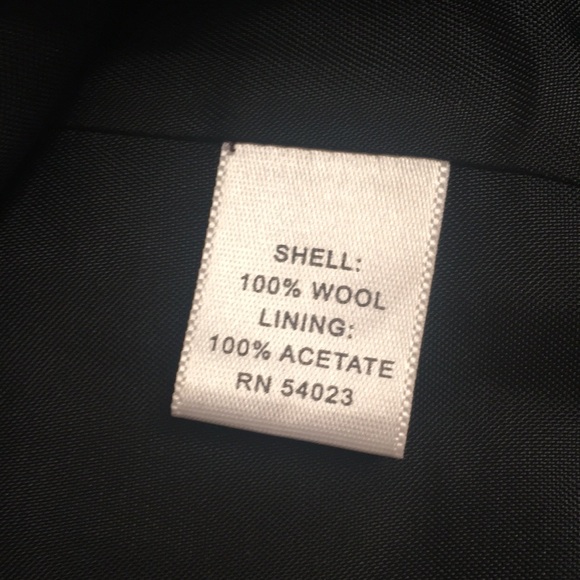 SHELL:
100% WOOL
LINING:
100% ACETATE
RN 54023